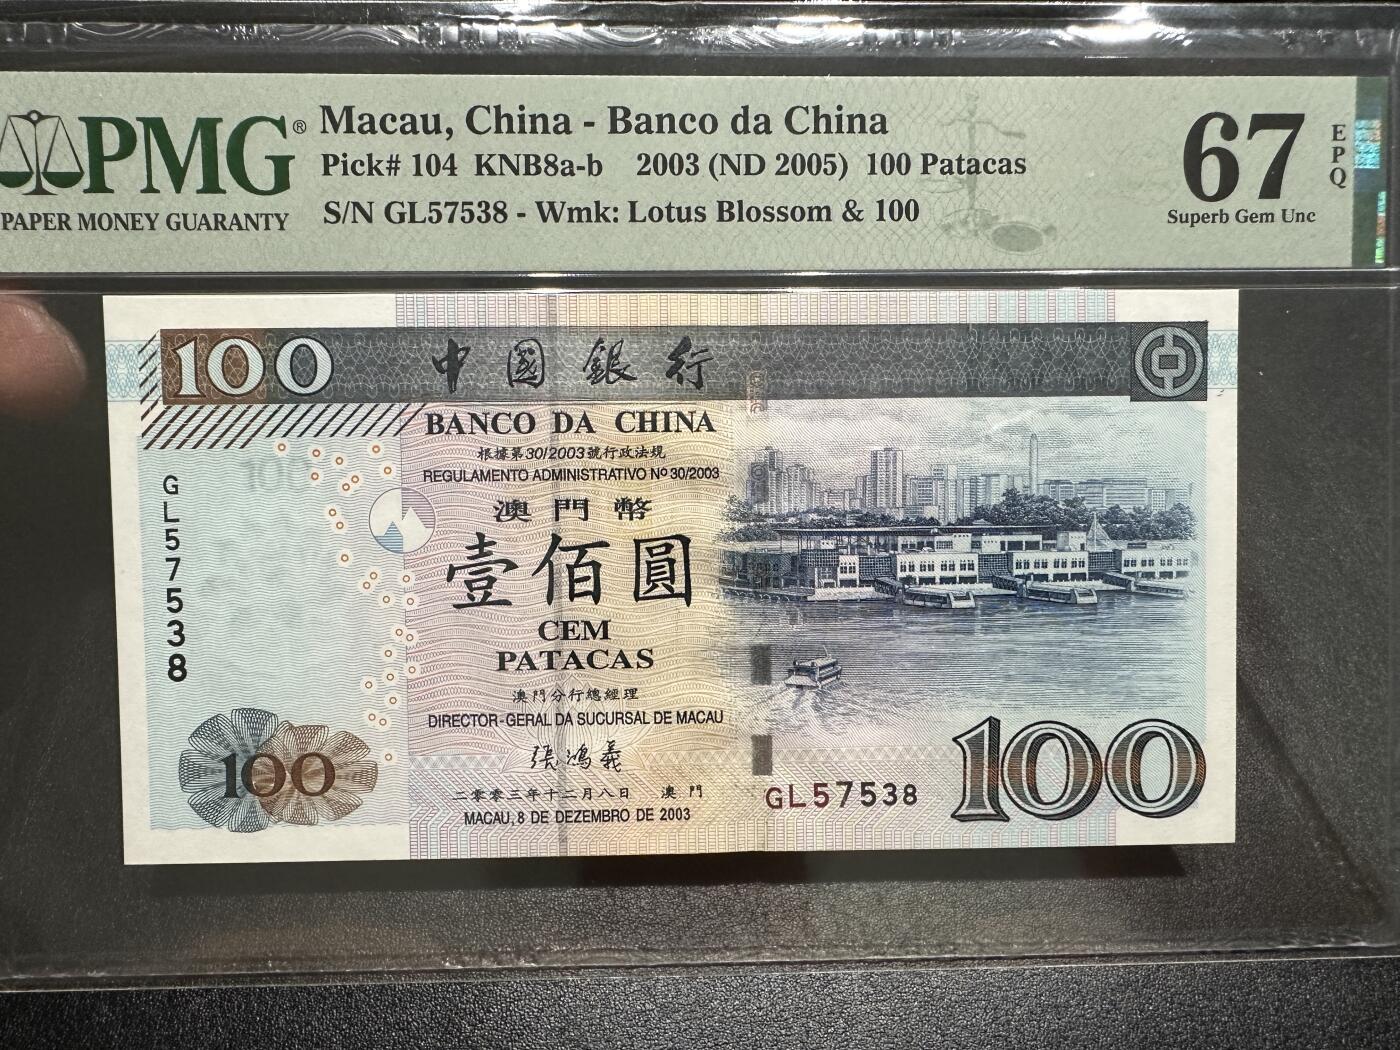 PMG®
PAPER MONEY GUARANTY
Macau, China - Banco da China
Pick# 104 KNB8a-b 2003 (ND 2005) 100 Patacas
S/N GL57538 - Wmk: Lotus Blossom & 100
67
EPQ
Superb Gem Unc
100
中國銀行
BANCO DA CHINA
根據第30/2003號行政法規
REGULAMENTO ADMINISTRATIVO Nº 30/2003
100
GL57538
澳門幣
壹佰圓
CEM
PATACAS
澳門分行總經理
DIRECTOR-GERAL DA SUCURSAL DE MACAU
張鴻義
二零零三年十二月八日 澳門
MACAU, 8 DE DEZEMBRO DE 2003
100
GL57538
100